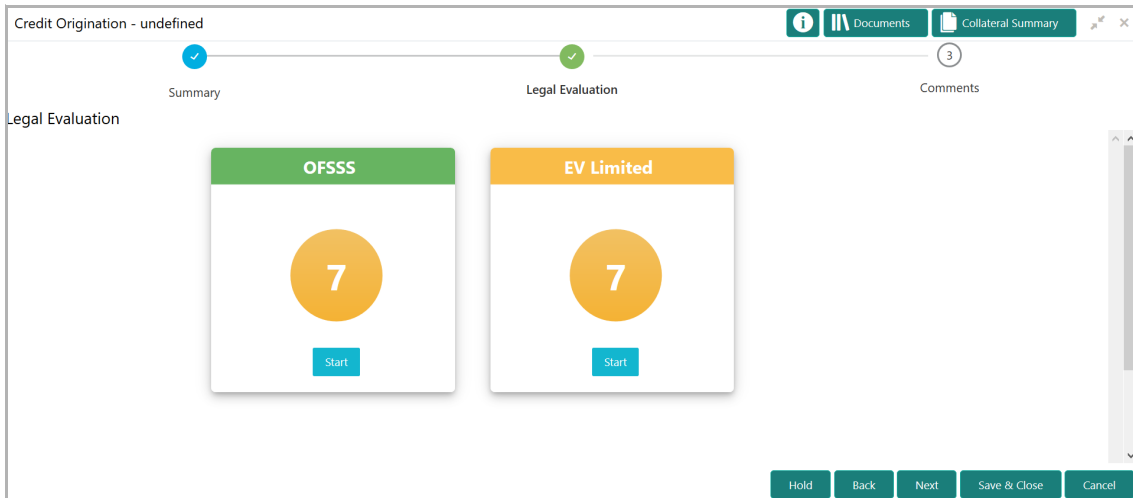 Credit Origination - undefined
Documents
Collateral Summary
3
Summary
Legal Evaluation
Comments
Legal Evaluation
OFSSS
EV Limited
7
7
Start
Start
Hold
Back
Next
Save & Close
Cancel